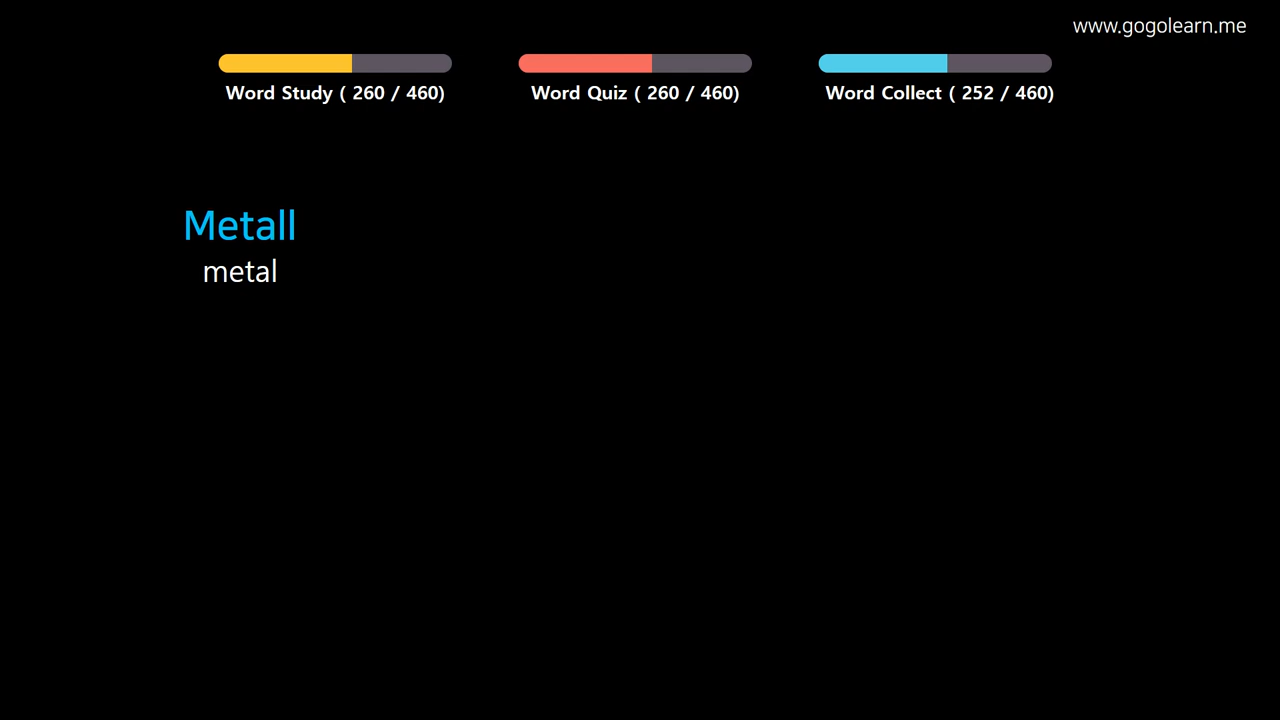 www.gogolearn.me
Word Study ( 260 / 460)
Word Quiz ( 260 / 460)
Word Collect ( 252 / 460)
Metall
metal